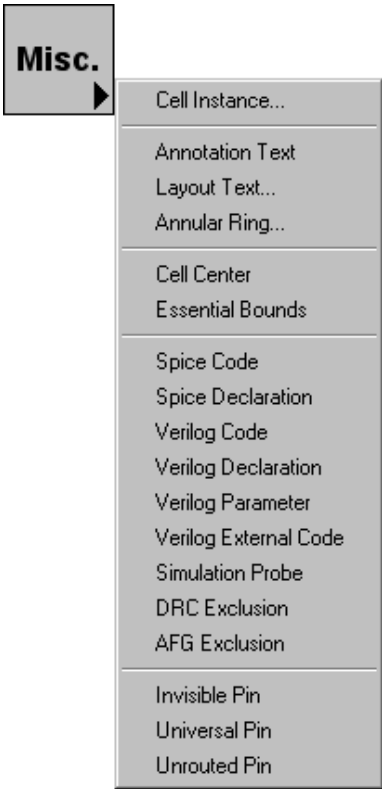 Misc.
Cell Instance...
Annotation Text
Layout Text...
Annular Ring...
Cell Center
Essential Bounds
Spice Code
Spice Declaration
Verilog Code
Verilog Declaration
Verilog Parameter
Verilog External Code
Simulation Probe
DRC Exclusion
AFG Exclusion
Invisible Pin
Universal Pin
Unrouted Pin